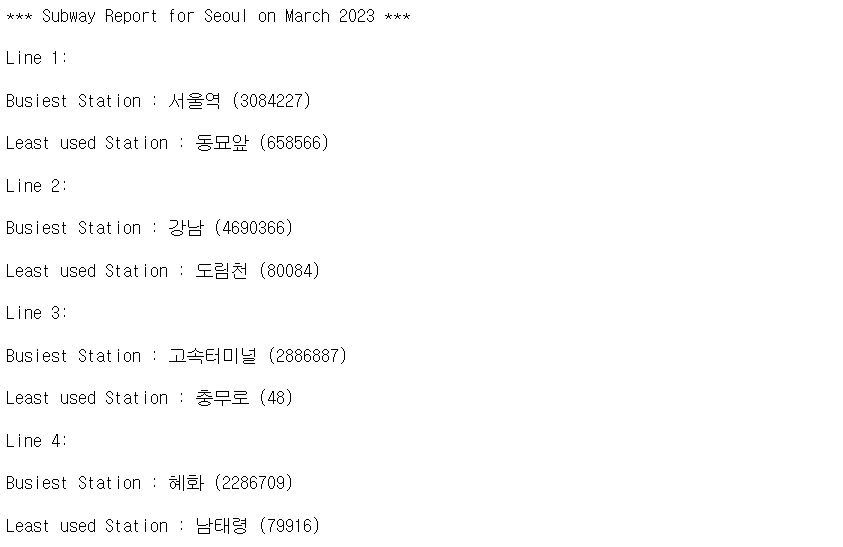 *** Subway Report for Seoul on March 2023 ***
Line 1:
Busiest Station : 서울역 (3084227)
Least used Station : 동묘앞 (658566)
Line 2:
Busiest Station : 강남 (4690366)
Least used Station : 도림천 (80084)
Line 3:
Busiest Station : 고속터미널 (2886887)
Least used Station : 충무로 (48)
Line 4:
Busiest Station : 혜화 (2286709)
Least used Station : 남태령 (79916)